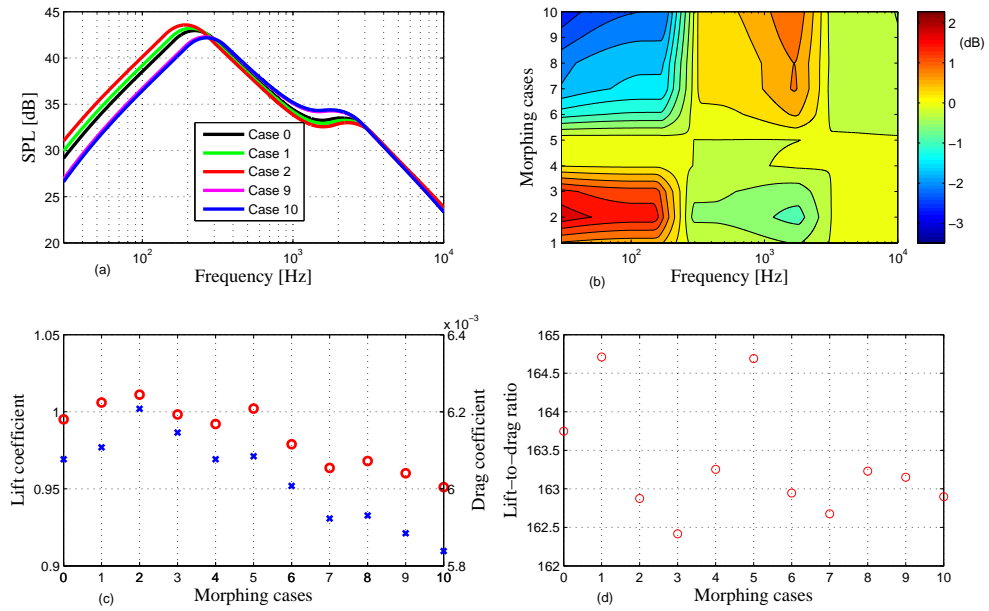 45
40
35
30
25
20
SPL [dB]
Case 0
Case 1
Case 2
Case 9
Case 10
10^2
10^3
10^4
(a)
Frequency [Hz]
10
9
8
7
6
5
4
3
2
1
Morphing cases
10^2
10^3
10^4
(b)
Frequency [Hz]
2
1
0
−1
−2
−3
(dB)
1.05
1
0.95
0.9
Lift coefficient
x 10^−3
6.4
6.2
6
5.8
Drag coefficient
0 1 2 3 4 5 6 7 8 9 10
(c)
Morphing cases
165
164.5
164
163.5
163
162.5
162
Lift−to−drag ratio
0 1 2 3 4 5 6 7 8 9 10
Morphing cases
(d)